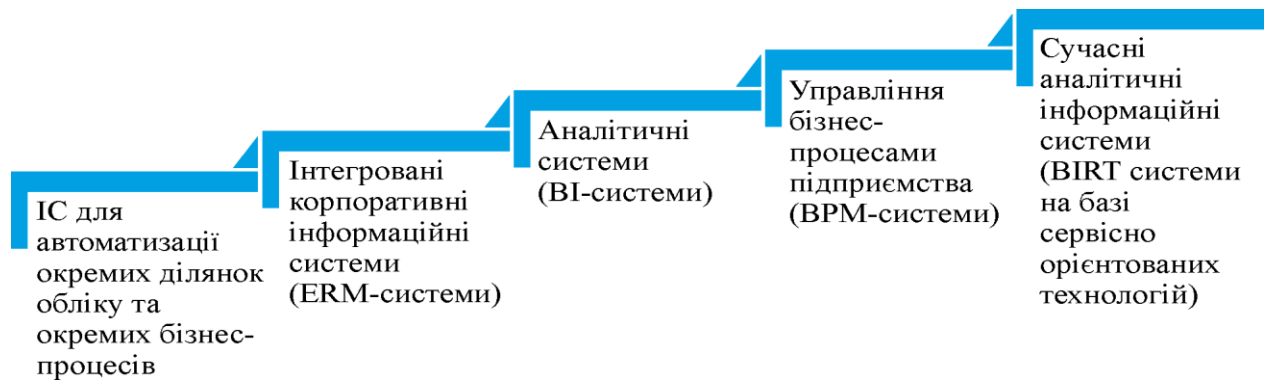 ІС для
автоматизації
окремих ділянок
обліку та
окремих бізнес-
процесів
Інтегровані
корпоративні
інформаційні
системи
(ERM-системи)
Аналітичні
системи
(BI-системи)
Управління
бізнес-
процесами
підприємства
(BPM-системи)
Сучасні
аналітичні
інформаційні
системи
(BIRT системи
на базі
сервісно
орієнтованих
технологій)